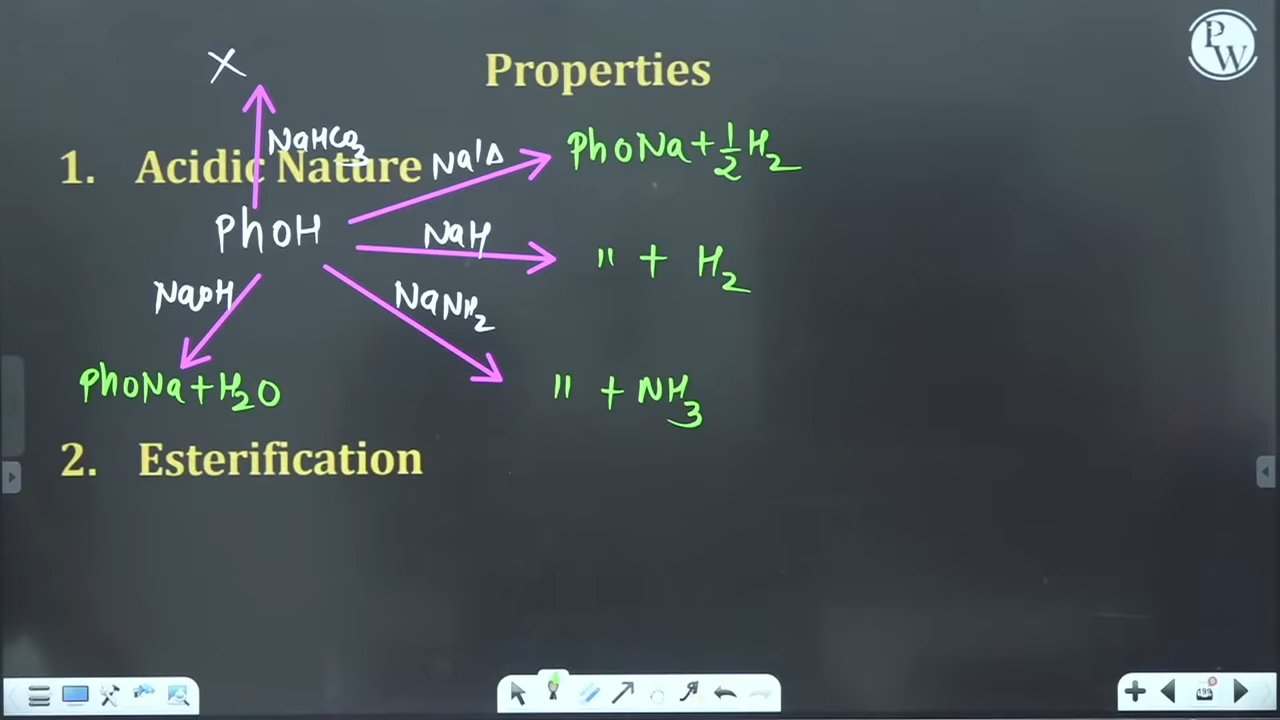 X
Properties
PW
NaHCO3
1. Acidic Nature
Na/Δ
PhONa + 1/2 H2
PhOH
NaH
" + H2
NaOH
NaNH2
PhONa + H2O
" + NH3
2. Esterification